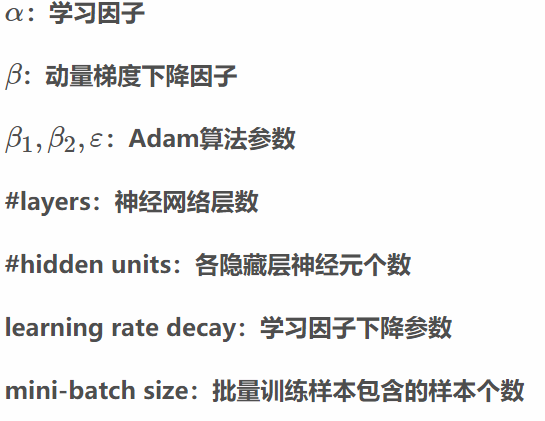 α：学习因子
β：动量梯度下降因子
β₁, β₂, ε：Adam算法参数
#layers：神经网络层数
#hidden units：各隐藏层神经元个数
learning rate decay：学习因子下降参数
mini-batch size：批量训练样本包含的样本个数